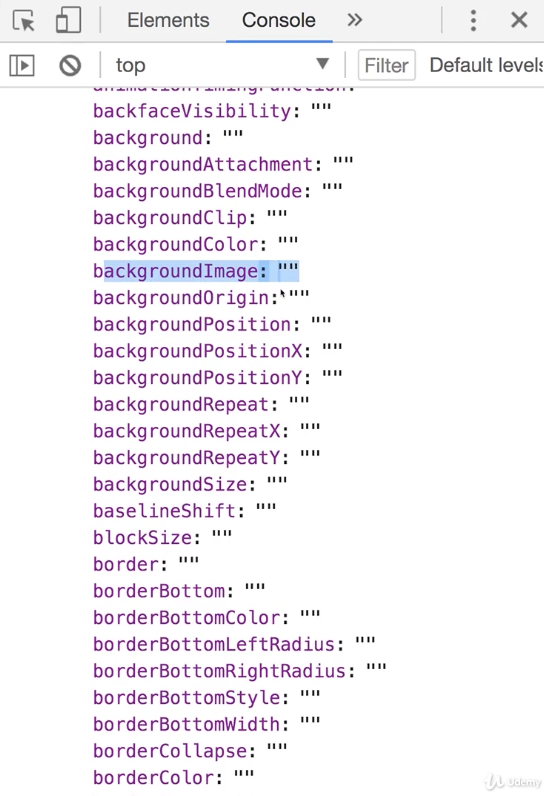 Elements Console
top Filter Default levels
animationTimingFunction: ""
backfaceVisibility: ""
background: ""
backgroundAttachment: ""
backgroundBlendMode: ""
backgroundClip: ""
backgroundColor: ""
backgroundImage: ""
backgroundOrigin: ""
backgroundPosition: ""
backgroundPositionX: ""
backgroundPositionY: ""
backgroundRepeat: ""
backgroundRepeatX: ""
backgroundRepeatY: ""
backgroundSize: ""
baselineShift: ""
blockSize: ""
border: ""
borderBottom: ""
borderBottomColor: ""
borderBottomLeftRadius: ""
borderBottomRightRadius: ""
borderBottomStyle: ""
borderBottomWidth: ""
borderCollapse: ""
borderColor: ""
Udemy